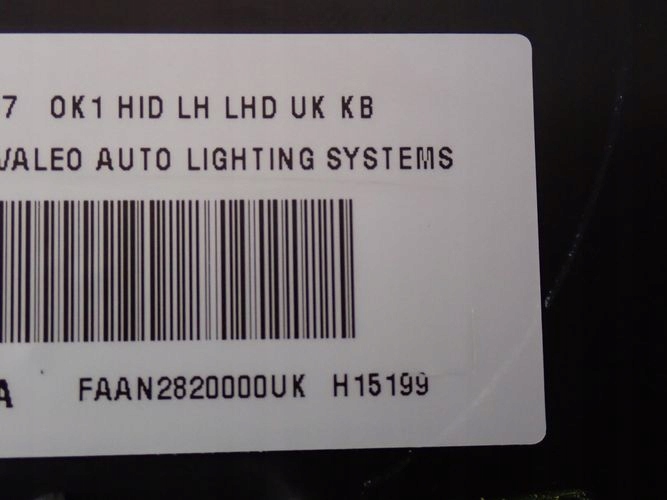 7 OK1 HID LH LHD UK KB
VALEO AUTO LIGHTING SYSTEMS
A FAAN2820000UK H15199